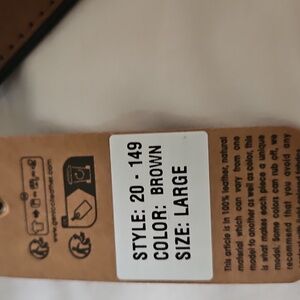 STYLE: 20 - 149
COLOR: BROWN
SIZE: LARGE
This article is in 100% leather, natural
material which can vary from one
model to another as well as color, this
is what makes each piece a unique
model. Some colors can rub off, we
recommend that you avoid any